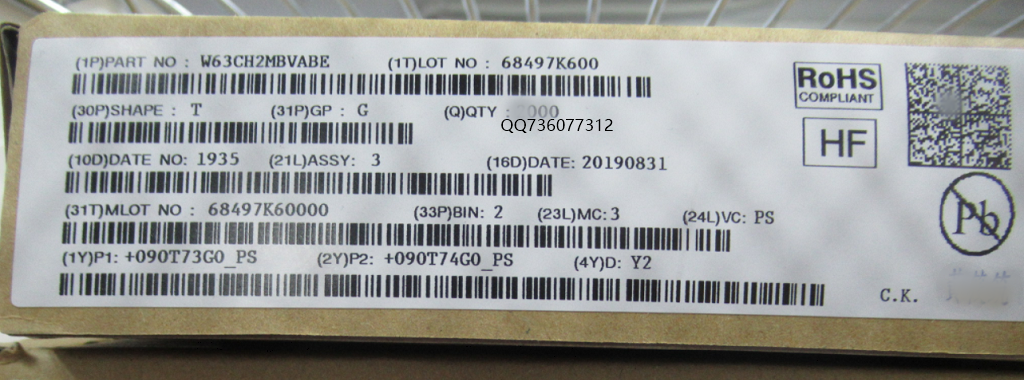 (1P)PART NO : W63CH2MBVABE (1T)LOT NO : 68497K600
(30P)SHAPE : T (31P)GP : G (Q)QTY : 000
QQ736077312
(10D)DATE NO: 1935 (21L)ASSY: 3 (16D)DATE: 20190831
(31T)MLOT NO : 68497K60000 (33P)BIN: 2 (23L)MC: 3 (24L)VC: PS
(1Y)P1: +090T73G0_PS (2Y)P2: +090T74G0_PS (4Y)D: Y2
RoHS
COMPLIANT
HF
Pb
C.K.